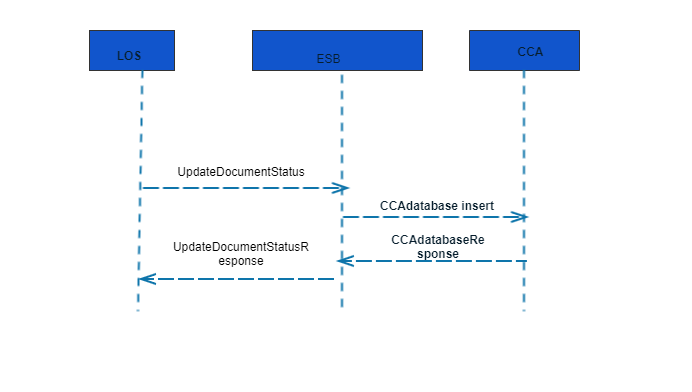 LOS
ESB
CCA
UpdateDocumentStatus
CCAdatabase insert
CCAdatabaseRe
sponse
UpdateDocumentStatusR
esponse